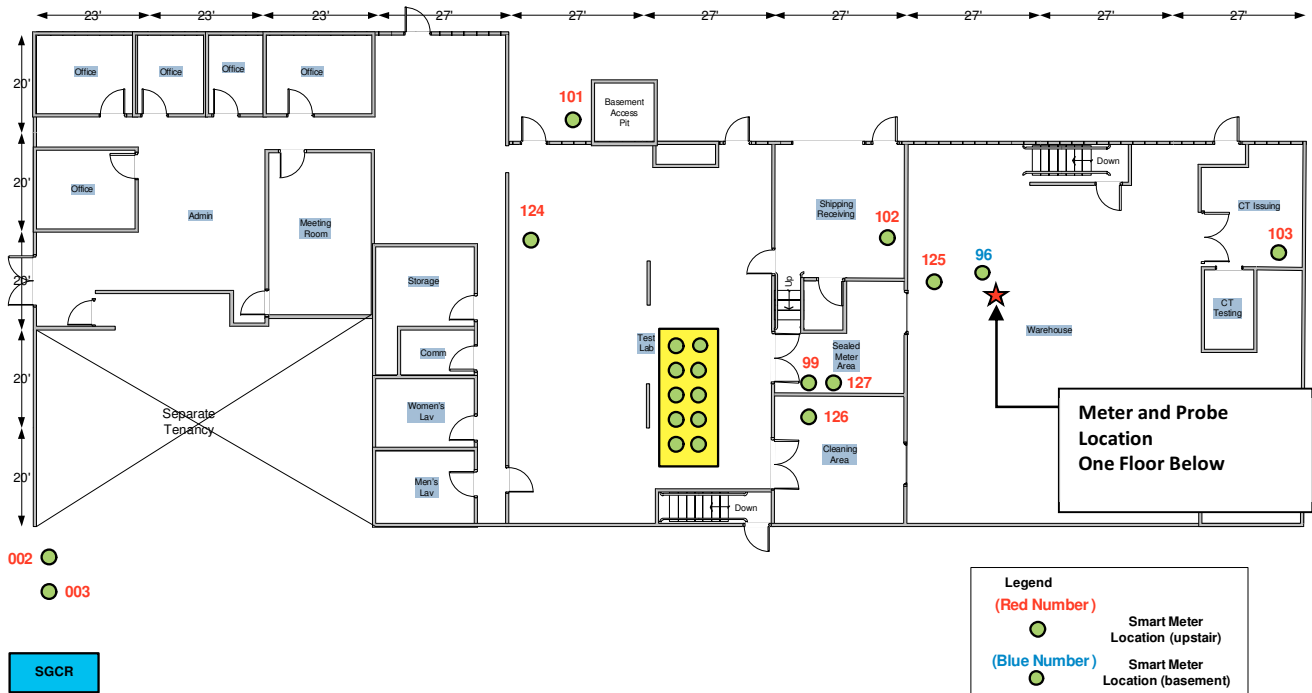 23'
23'
23'
27'
27'
27'
27'
27'
27'
27'
20'
20'
20'
20'
20'
Office
Office
Office
Office
101
Basement
Access
Pit
Down
Office
Admin
Meeting
Room
124
Shipping
Receiving
102
CT Issuing
103
125
96
Storage
Up
CT
Testing
Warehouse
Comm
Test
Lab
Sealed
Meter
Area
99
127
Separate
Tenancy
Women's
Lav
126
Cleaning
Area
Meter and Probe
Location
One Floor Below
Men's
Lav
Down
002
003
Legend
(Red Number)
Smart Meter
Location (upstair)
(Blue Number)
Smart Meter
Location (basement)
SGCR